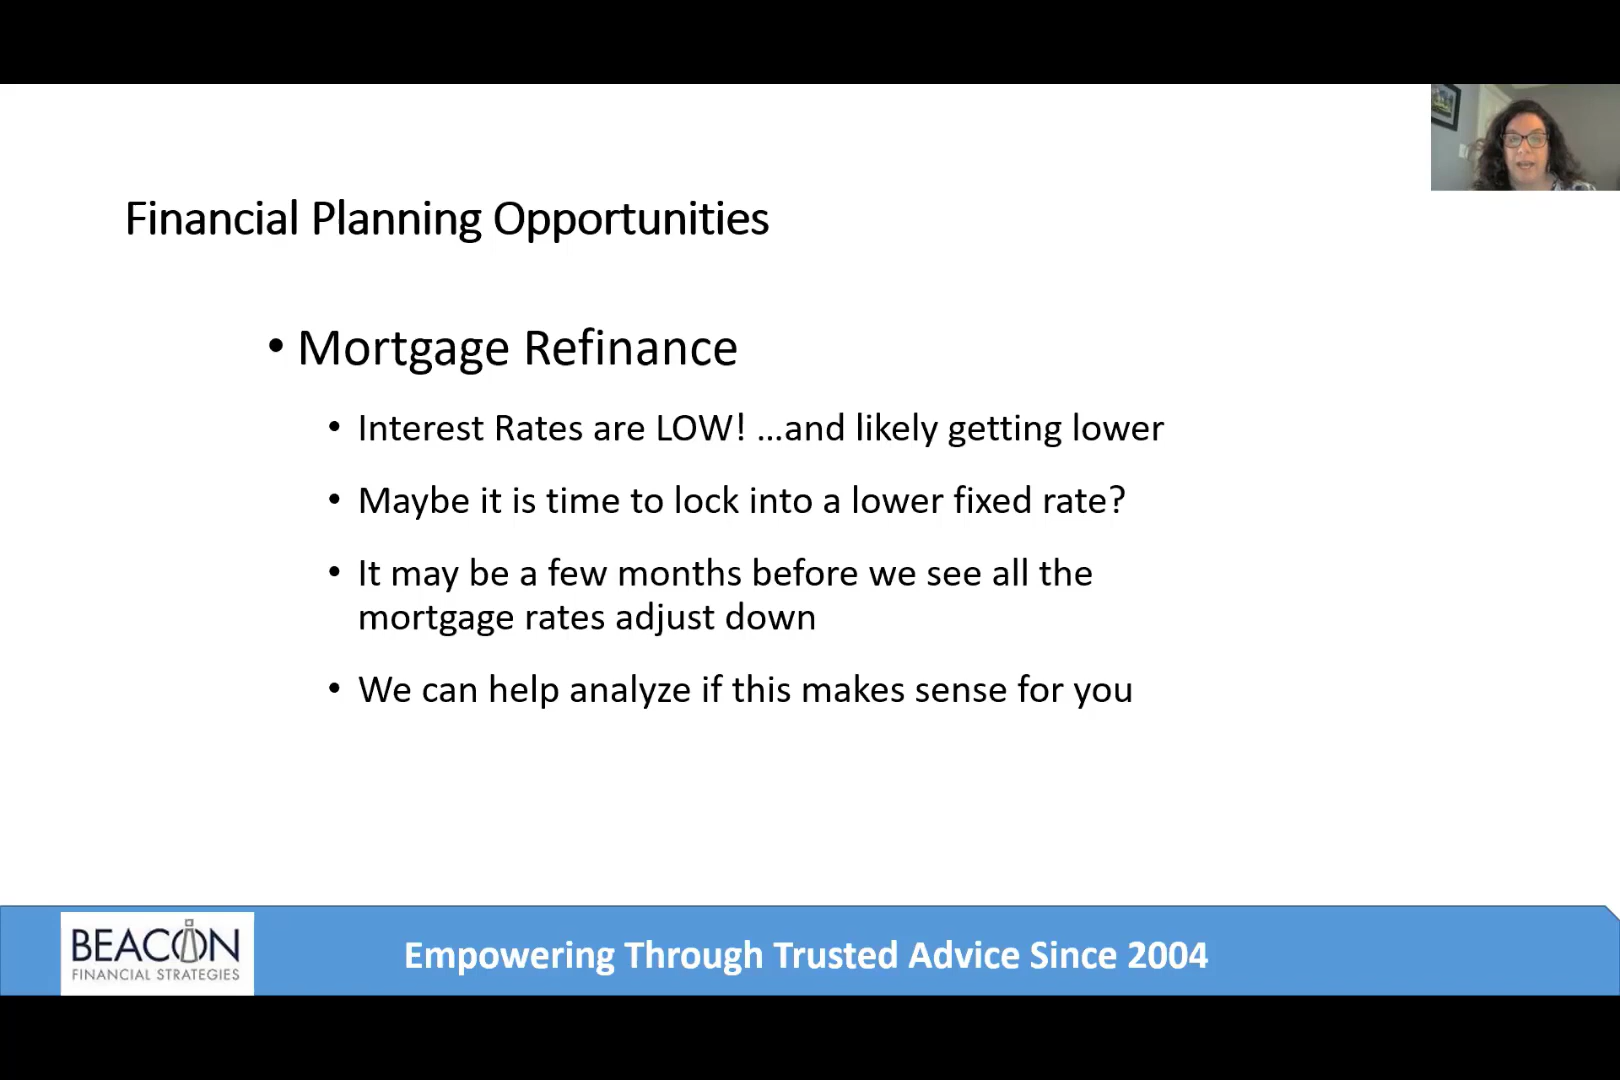 Financial Planning Opportunities
• Mortgage Refinance
• Interest Rates are LOW! ...and likely getting lower
• Maybe it is time to lock into a lower fixed rate?
• It may be a few months before we see all the
mortgage rates adjust down
• We can help analyze if this makes sense for you
BEACON
FINANCIAL STRATEGIES
Empowering Through Trusted Advice Since 2004